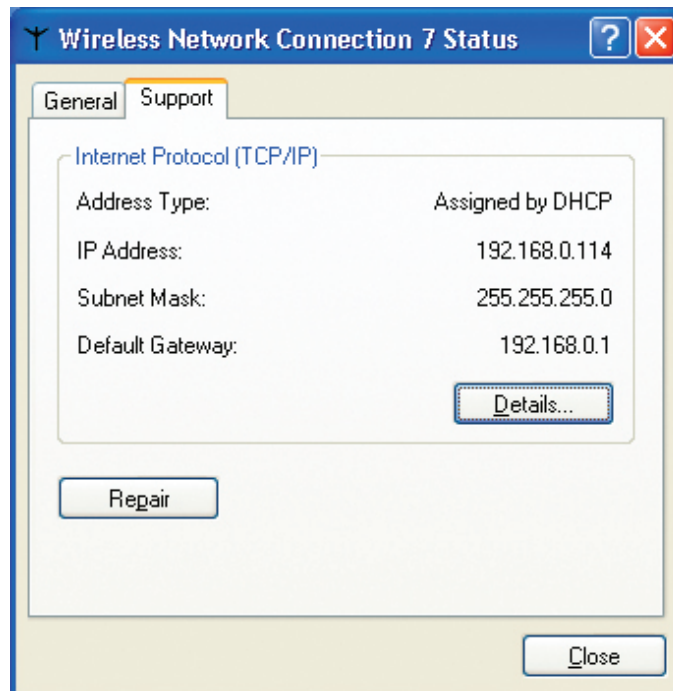 Wireless Network Connection 7 Status
General Support
Internet Protocol (TCP/IP)
Address Type: Assigned by DHCP
IP Address: 192.168.0.114
Subnet Mask: 255.255.255.0
Default Gateway: 192.168.0.1
Details...
Repair
Close